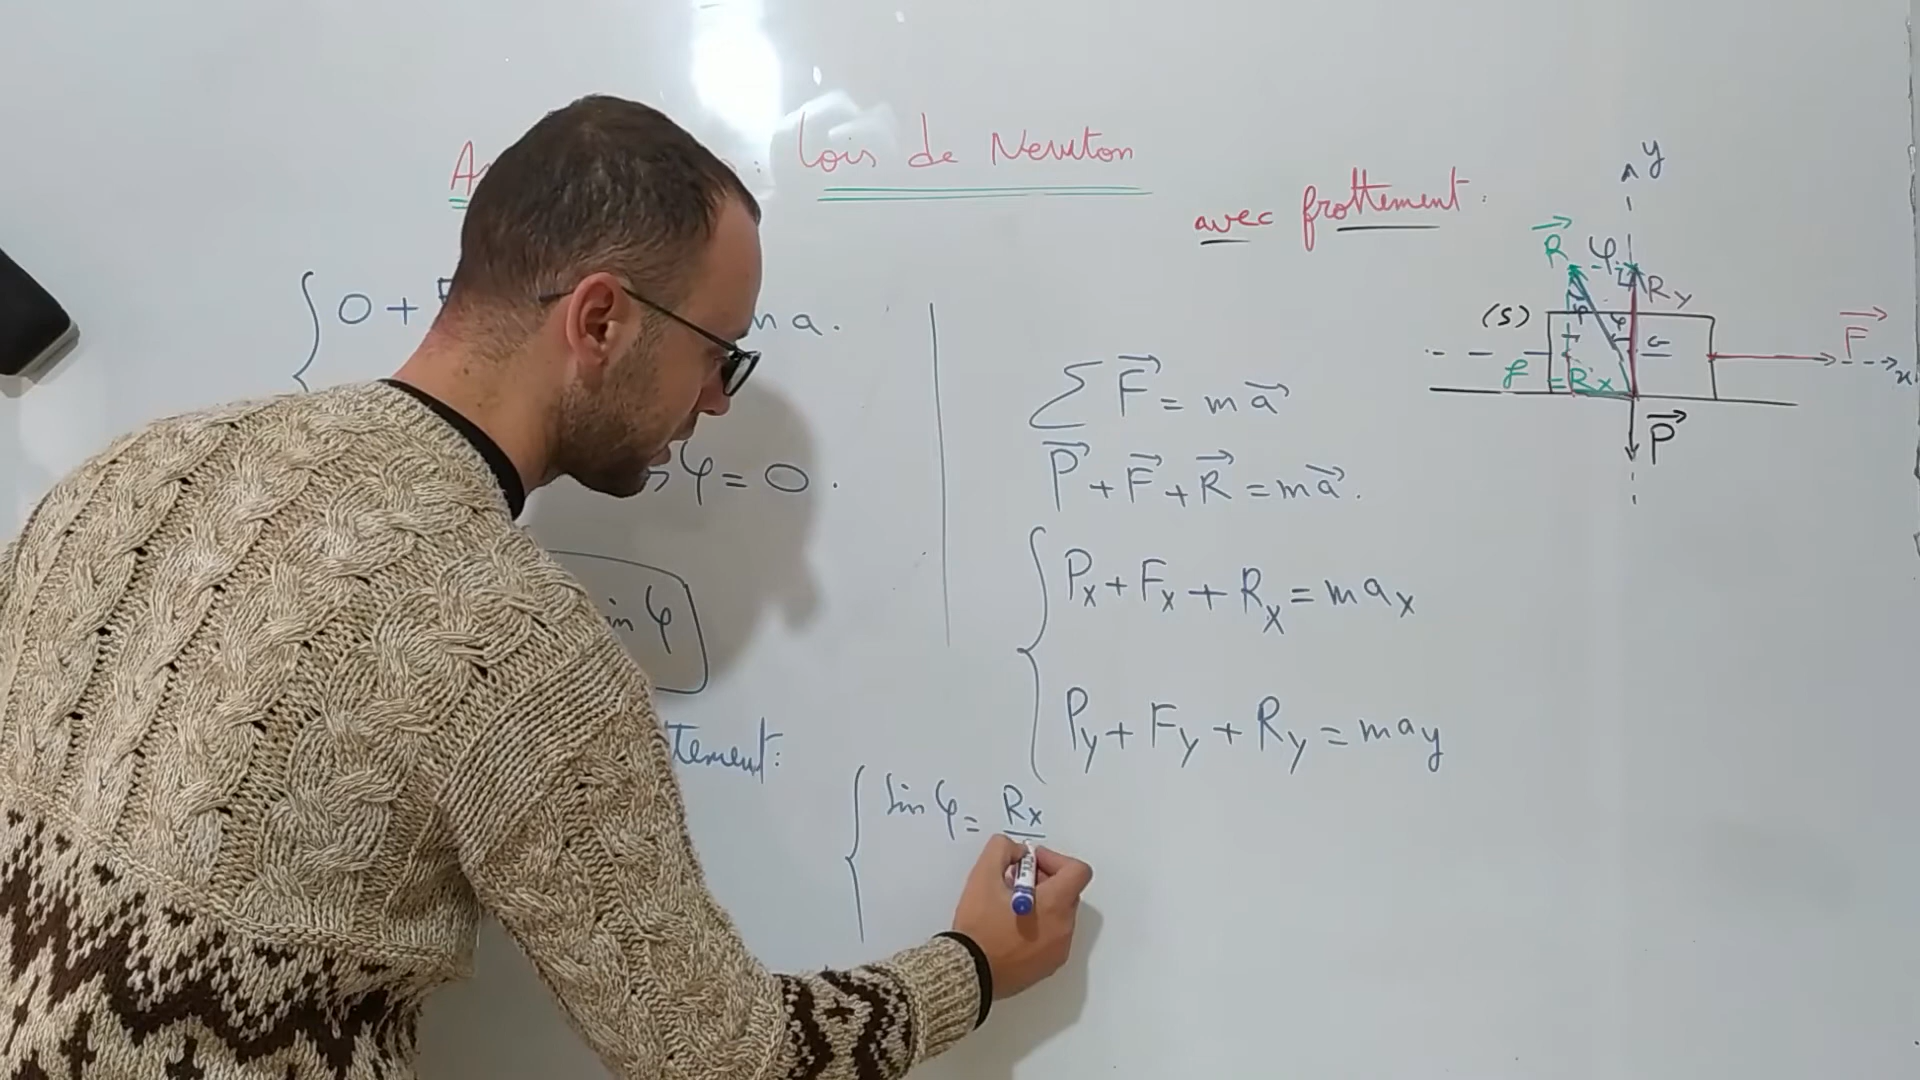 Lois de Newton
avec frottement.
0 +
m a.
φ = 0.
in φ
tement:
ΣF⃗ = ma⃗
P⃗ + F⃗ + R⃗ = ma⃗.
Px + Fx + Rx = max
Py + Fy + Ry = may
sin φ = Rx
y
R⃗
φ
Ry
(S)
φ
φ
G
F⃗
f = Rx
x
P⃗